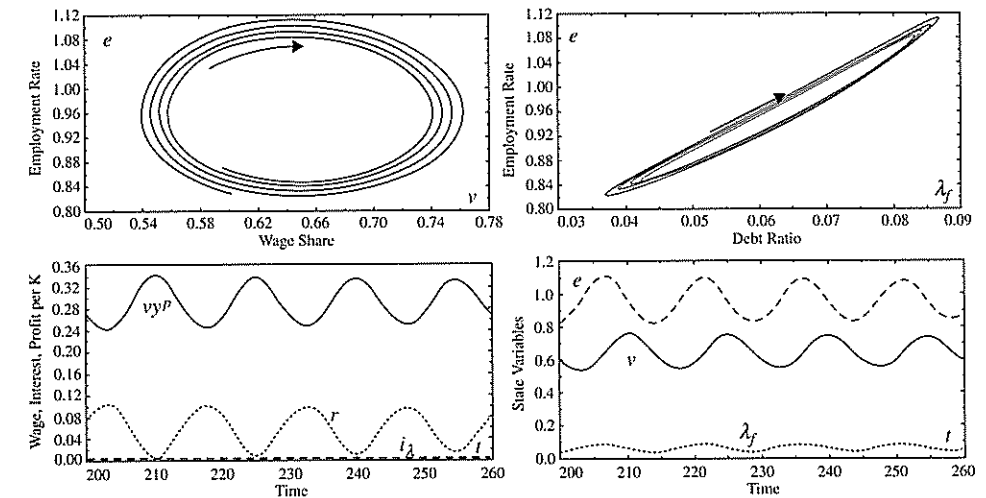 1.12
1.08
1.04
1.00
0.96
0.92
0.88
0.84
0.80
Employment Rate
e
v
0.50 0.54 0.58 0.62 0.66 0.70 0.74 0.78
Wage Share
1.12
1.08
1.04
1.00
0.96
0.92
0.88
0.84
0.80
Employment Rate
e
λf
0.03 0.04 0.05 0.06 0.07 0.08 0.09
Debt Ratio
0.36
0.32
0.28
0.24
0.20
0.16
0.12
0.08
0.04
0.00
Wage, Interest, Profit per K
vyᵖ
r
iλ
t
200 210 220 230 240 250 260
Time
1.2
1.0
0.8
0.6
0.4
0.2
0.0
State Variables
e
v
λf
t
200 210 220 230 240 250 260
Time